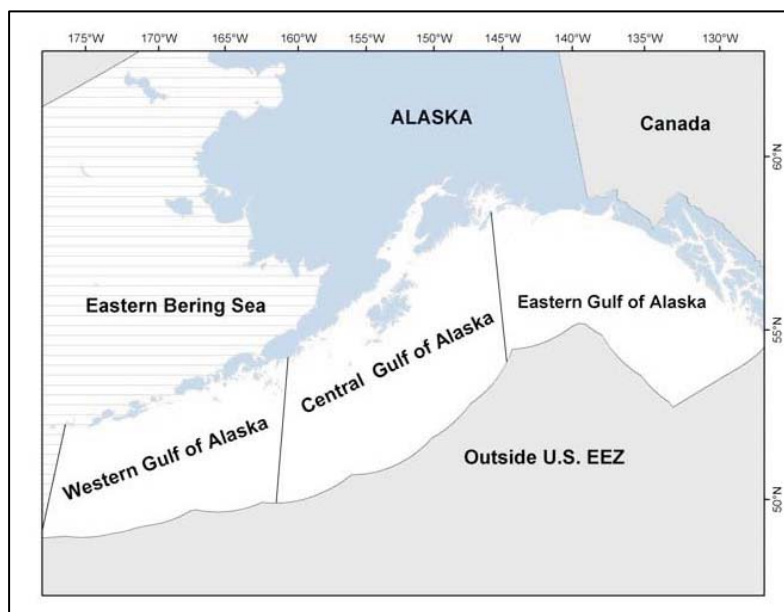 175°W 170°W 165°W 160°W 155°W 150°W 145°W 140°W 135°W 130°W
ALASKA
Canada
60°N
Eastern Bering Sea
Eastern Gulf of Alaska
55°N
Central Gulf of Alaska
Western Gulf of Alaska
Outside U.S. EEZ
50°N